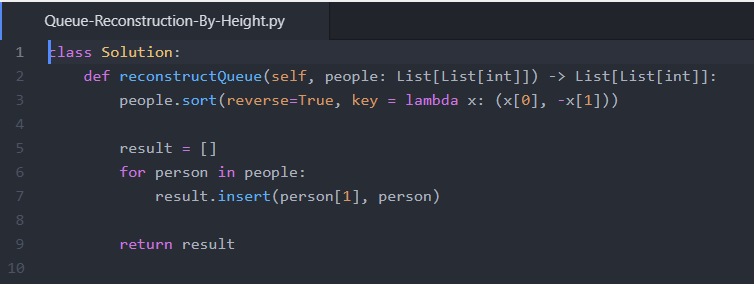 Queue-Reconstruction-By-Height.py
1 class Solution:
2     def reconstructQueue(self, people: List[List[int]]) -> List[List[int]]:
3         people.sort(reverse=True, key = lambda x: (x[0], -x[1]))
4
5         result = []
6         for person in people:
7             result.insert(person[1], person)
8
9         return result
10